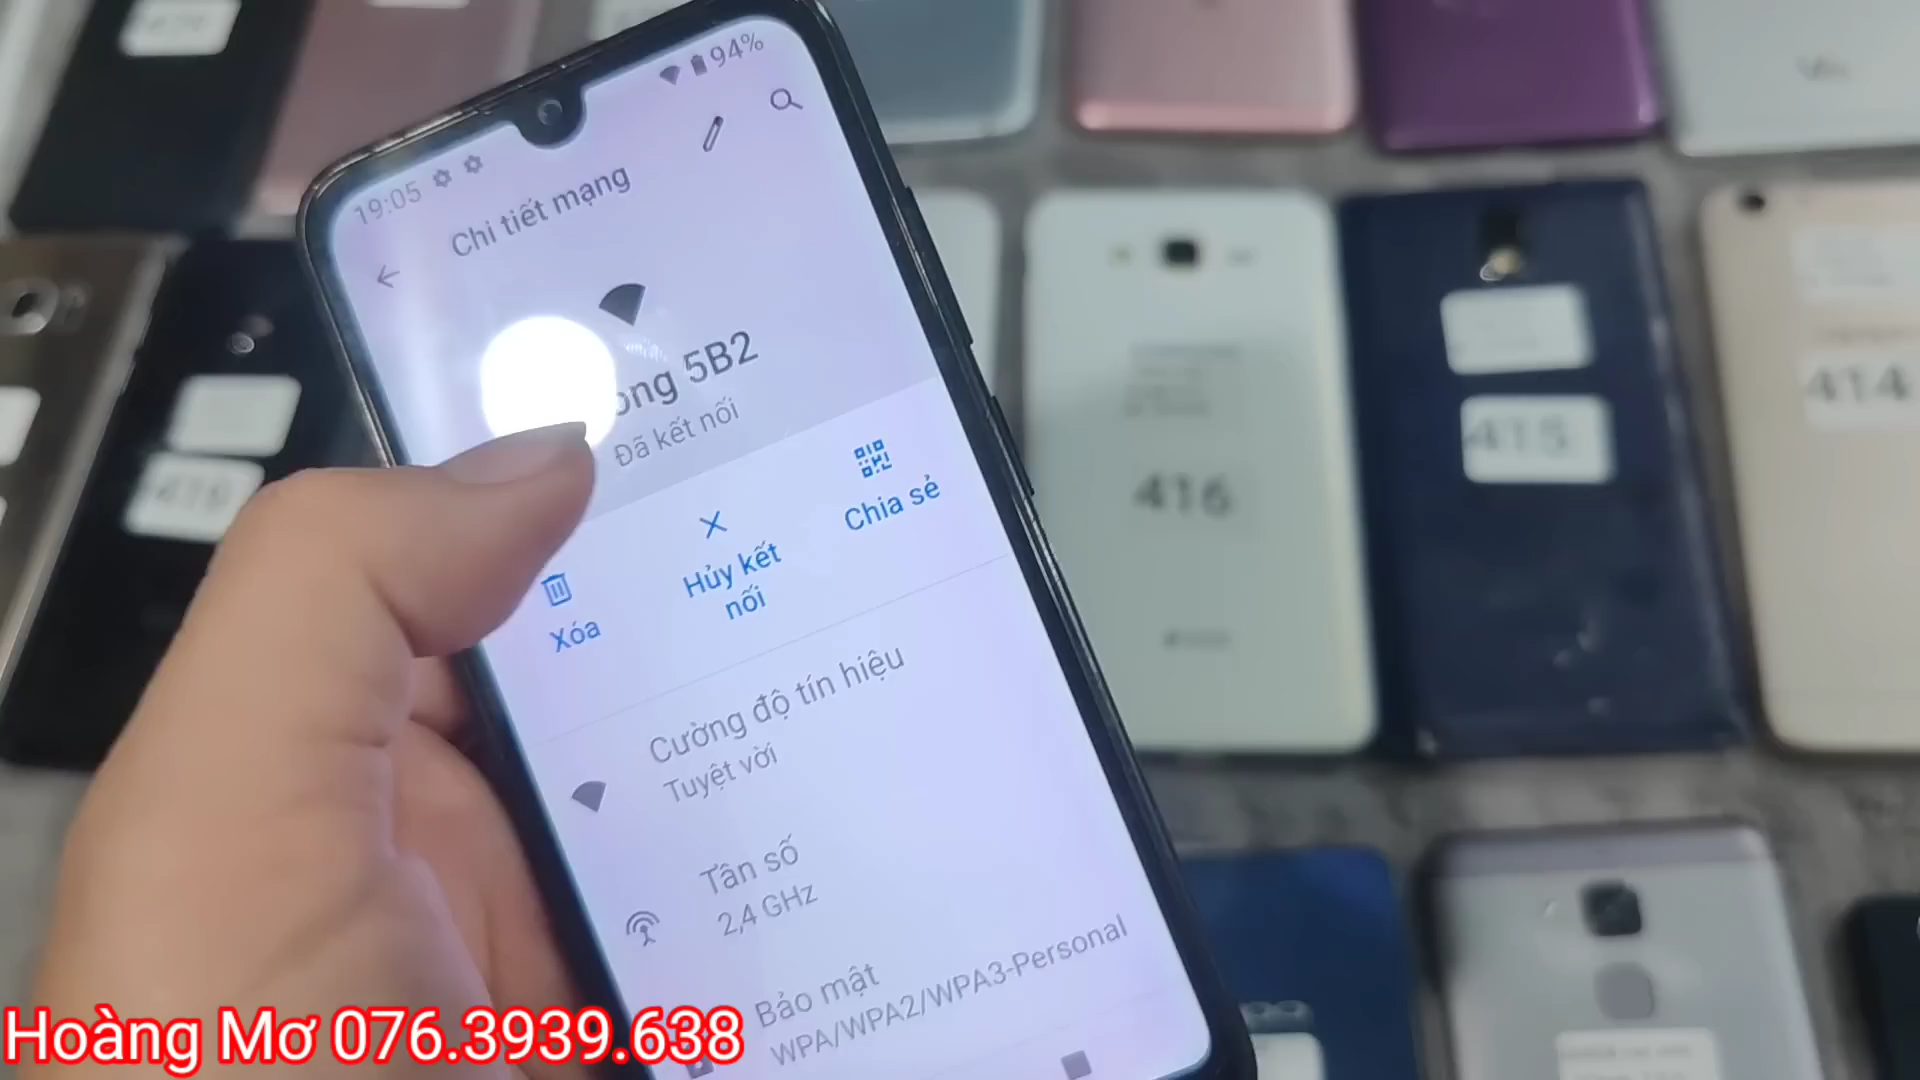 94%
19:05
Chi tiết mạng
ong 5B2
Đã kết nối
Xóa
Hủy kết
nối
Chia sẻ
Cường độ tín hiệu
Tuyệt vời
Tần số
2,4 GHz
Bảo mật
WPA/WPA2/WPA3-Personal
416
415
414
419
Hoàng Mơ 076.3939.638